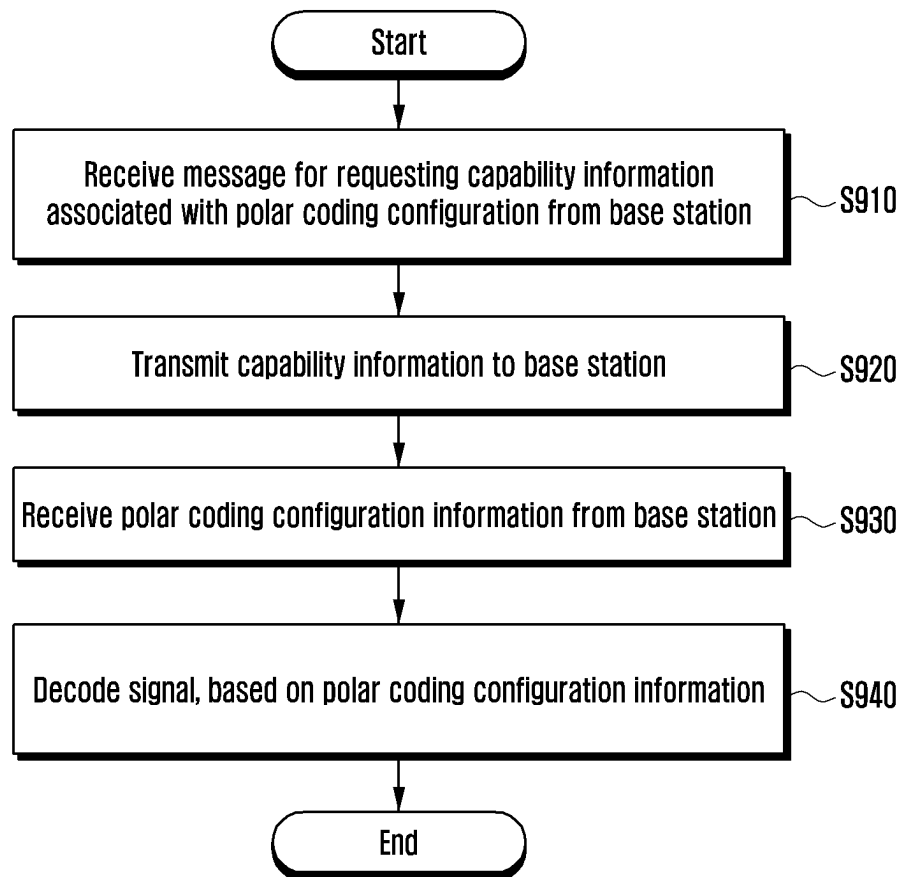 Start
Receive message for requesting capability information
associated with polar coding configuration from base station
S910
Transmit capability information to base station
S920
Receive polar coding configuration information from base station
S930
Decode signal, based on polar coding configuration information
S940
End